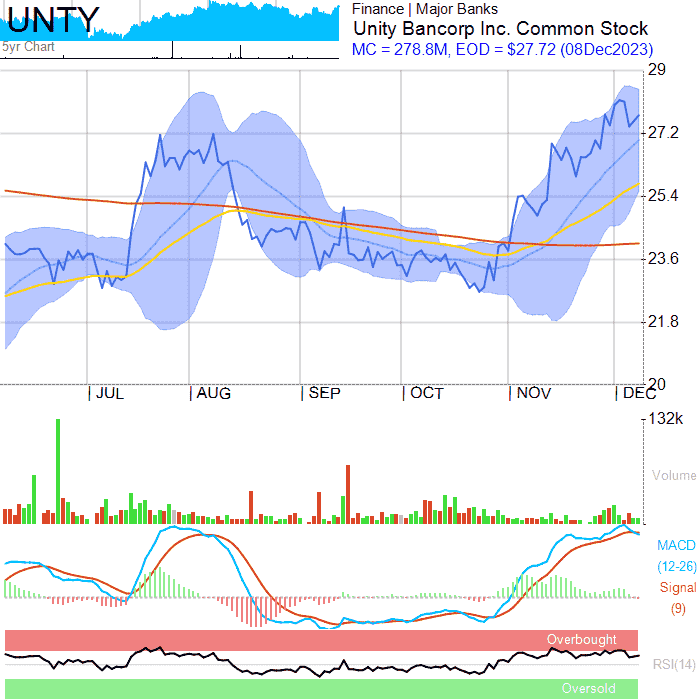 UNTY
5yr Chart
Finance | Major Banks
Unity Bancorp Inc. Common Stock
MC = 278.8M, EOD = $27.72 (08Dec2023)
29
27.2
25.4
23.6
21.8
20
| JUL | AUG | SEP | OCT | NOV | DEC
132k
Volume
MACD
(12-26)
Signal
(9)
Overbought
RSI(14)
Oversold